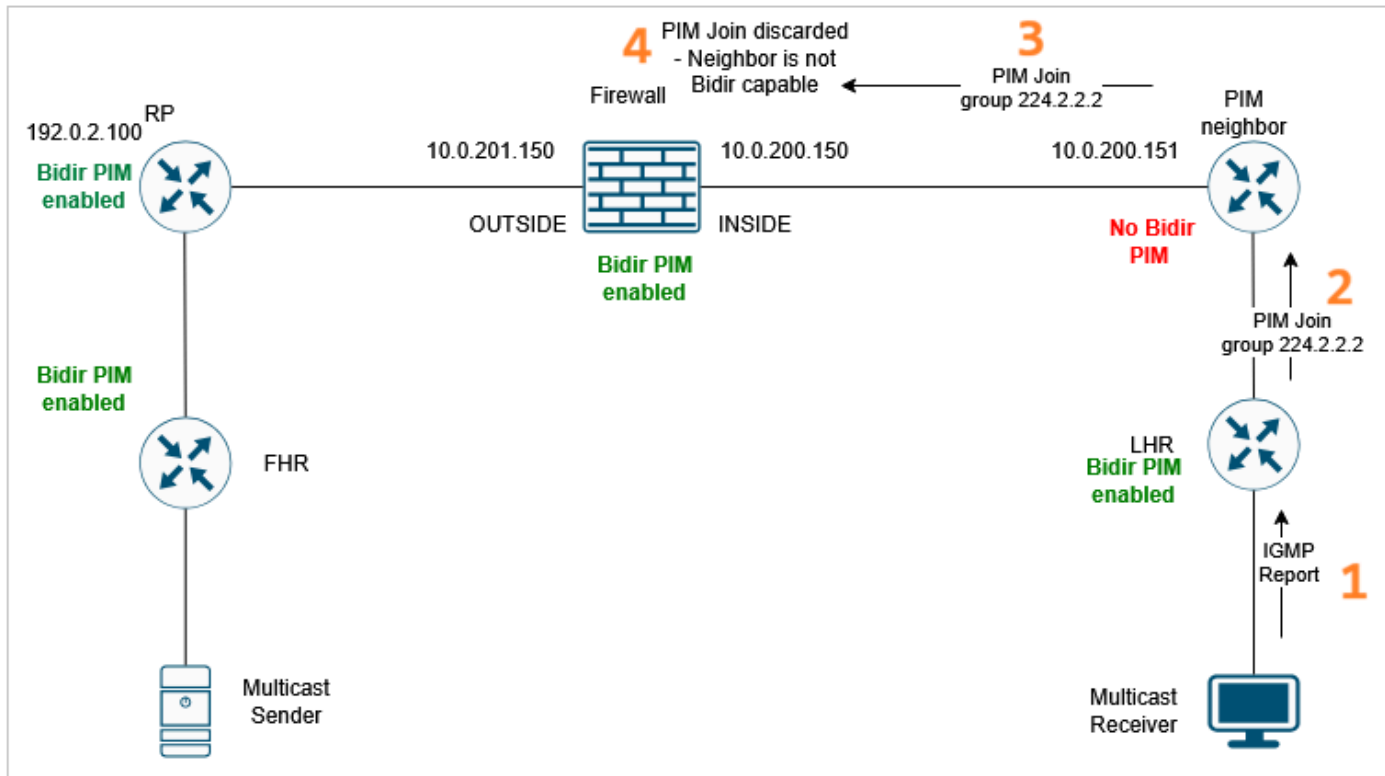 4
PIM Join discarded
- Neighbor is not
Bidir capable
3
PIM Join
group 224.2.2.2
RP
192.0.2.100
Bidir PIM
enabled
Firewall
10.0.201.150
10.0.200.150
10.0.200.151
PIM
neighbor
OUTSIDE
INSIDE
Bidir PIM
enabled
No Bidir
PIM
2
PIM Join
group 224.2.2.2
Bidir PIM
enabled
FHR
LHR
Bidir PIM
enabled
IGMP
Report
1
Multicast
Sender
Multicast
Receiver